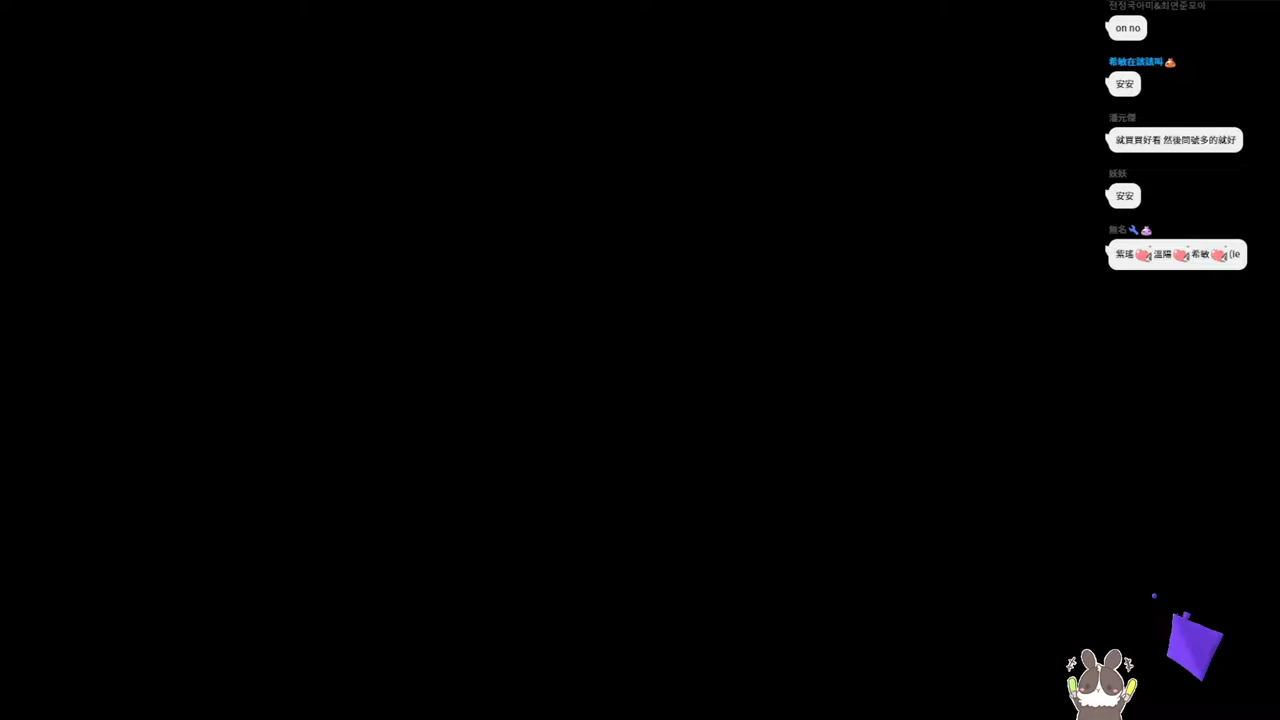 전정국아미&최연준모아
on no
希敏在該該叫
安安
潘元傑
就買買好看 然後問號多的就好
妖妖
安安
無名
紫瑤 溫陽 希敏 (le